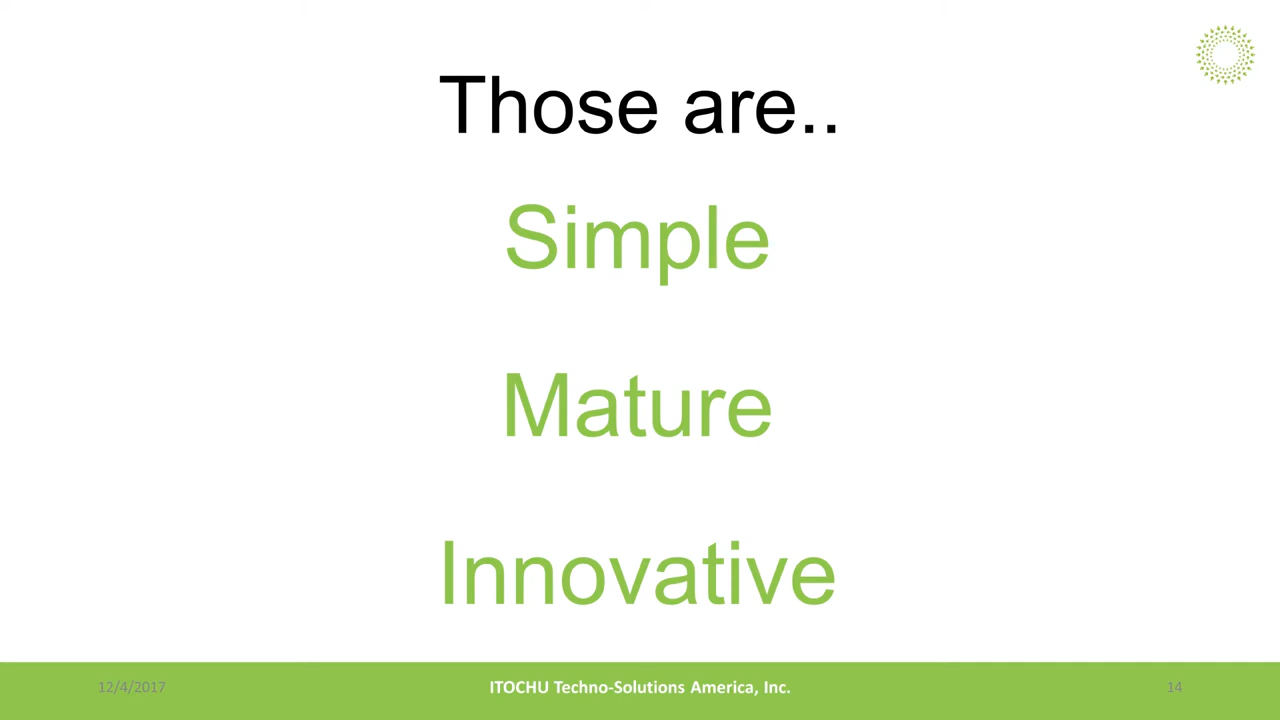 Those are..
Simple
Mature
Innovative
12/4/2017
ITOCHU Techno-Solutions America, Inc.
14